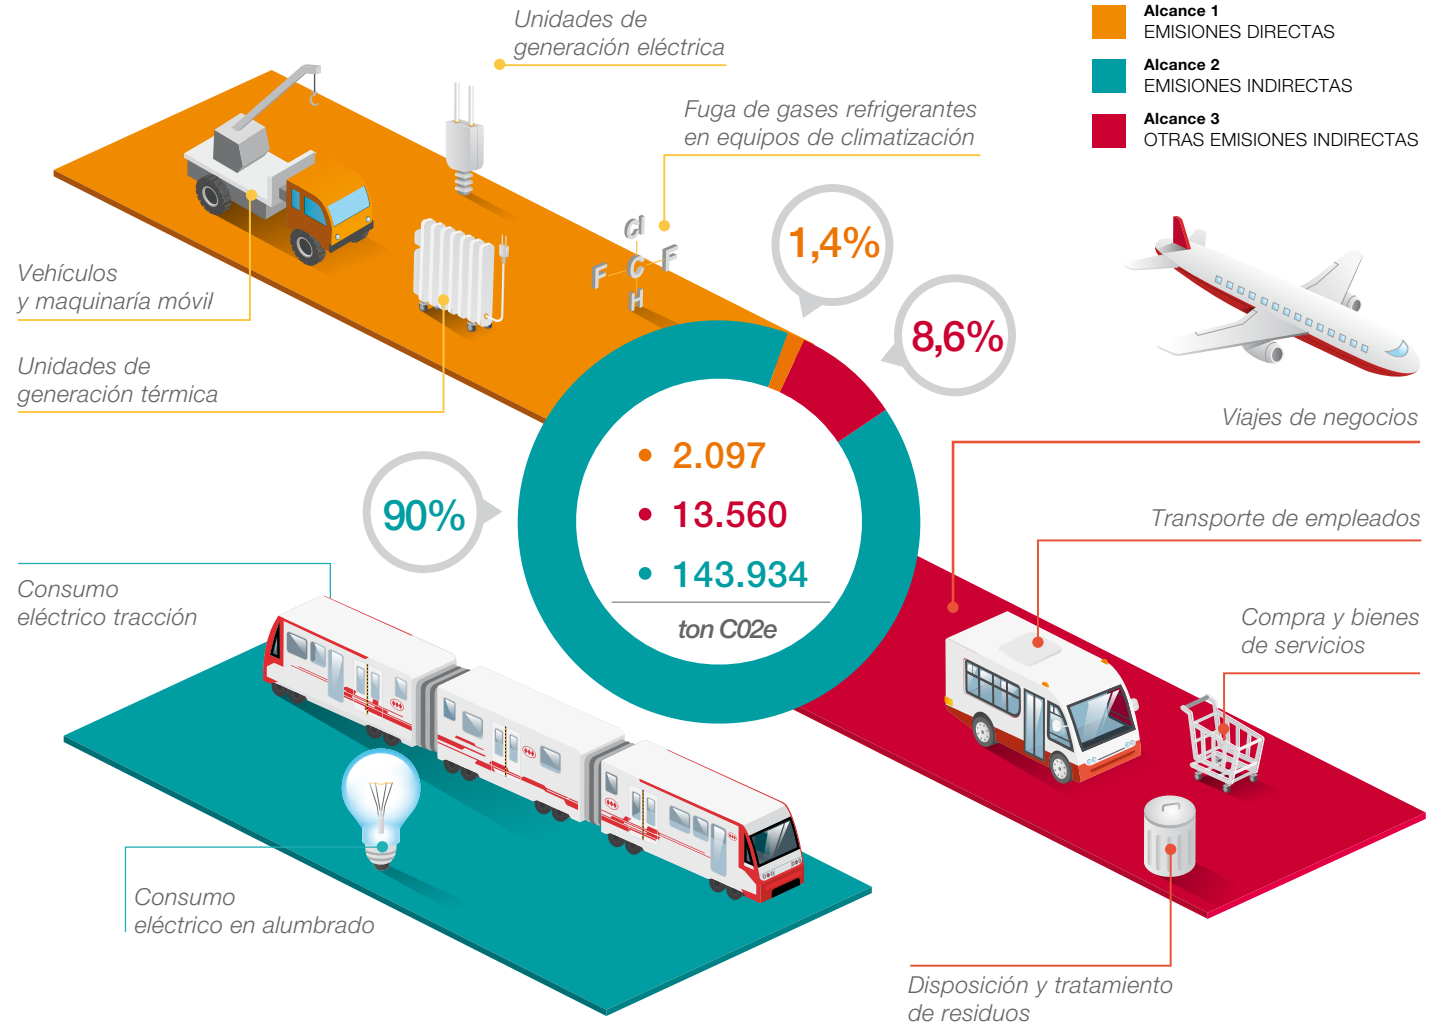 Unidades de
generación eléctrica
Alcance 1
EMISIONES DIRECTAS
Alcance 2
EMISIONES INDIRECTAS
Alcance 3
OTRAS EMISIONES INDIRECTAS
Fuga de gases refrigerantes
en equipos de climatización
Cl
F
C
F
H
1,4%
8,6%
Vehículos
y maquinaría móvil
Unidades de
generación térmica
Viajes de negocios
2.097
13.560
143.934
ton C02e
90%
Transporte de empleados
Consumo
eléctrico tracción
Compra y bienes
de servicios
Consumo
eléctrico en alumbrado
Disposición y tratamiento
de residuos